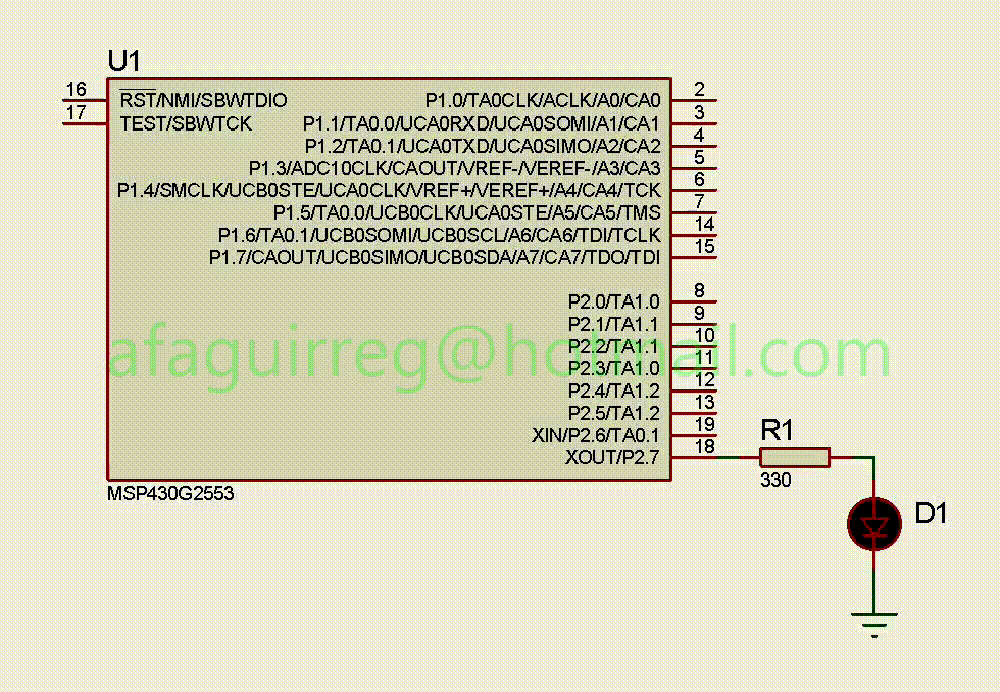 U1
16
RST/NMI/SBWTDIO
P1.0/TA0CLK/ACLK/A0/CA0
2
17
TEST/SBWTCK
P1.1/TA0.0/UCA0RXD/UCA0SOMI/A1/CA1
3
P1.2/TA0.1/UCA0TXD/UCA0SIMO/A2/CA2
4
P1.3/ADC10CLK/CAOUT/VREF-/VEREF-/A3/CA3
5
P1.4/SMCLK/UCB0STE/UCA0CLK/VREF+/VEREF+/A4/CA4/TCK
6
P1.5/TA0.0/UCB0CLK/UCA0STE/A5/CA5/TMS
7
P1.6/TA0.1/UCB0SOMI/UCB0SCL/A6/CA6/TDI/TCLK
14
P1.7/CAOUT/UCB0SIMO/UCB0SDA/A7/CA7/TDO/TDI
15
P2.0/TA1.0
8
P2.1/TA1.1
9
P2.2/TA1.1
10
afaguirreg@hotmail.com
P2.3/TA1.0
11
P2.4/TA1.2
12
P2.5/TA1.2
13
XIN/P2.6/TA0.1
19
XOUT/P2.7
18
R1
330
MSP430G2553
D1